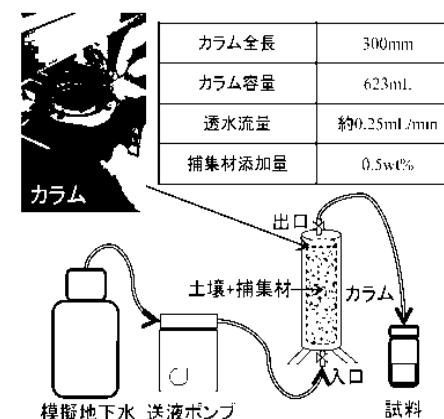 カラム全長 300mm
カラム容量 623mL
透水流量 約0.25mL/min
捕集材添加量 0.5wt%
カラム
出口
土壌+捕集材 カラム
入口
模擬地下水 送液ポンプ 試料